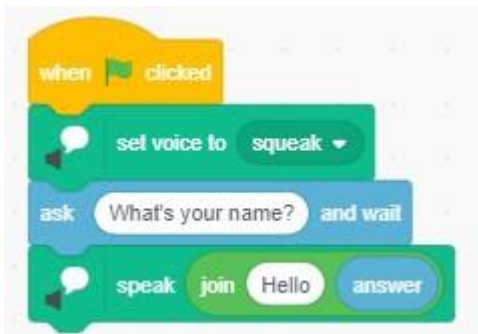 when clicked
set voice to squeak
ask What's your name? and wait
speak join Hello answer